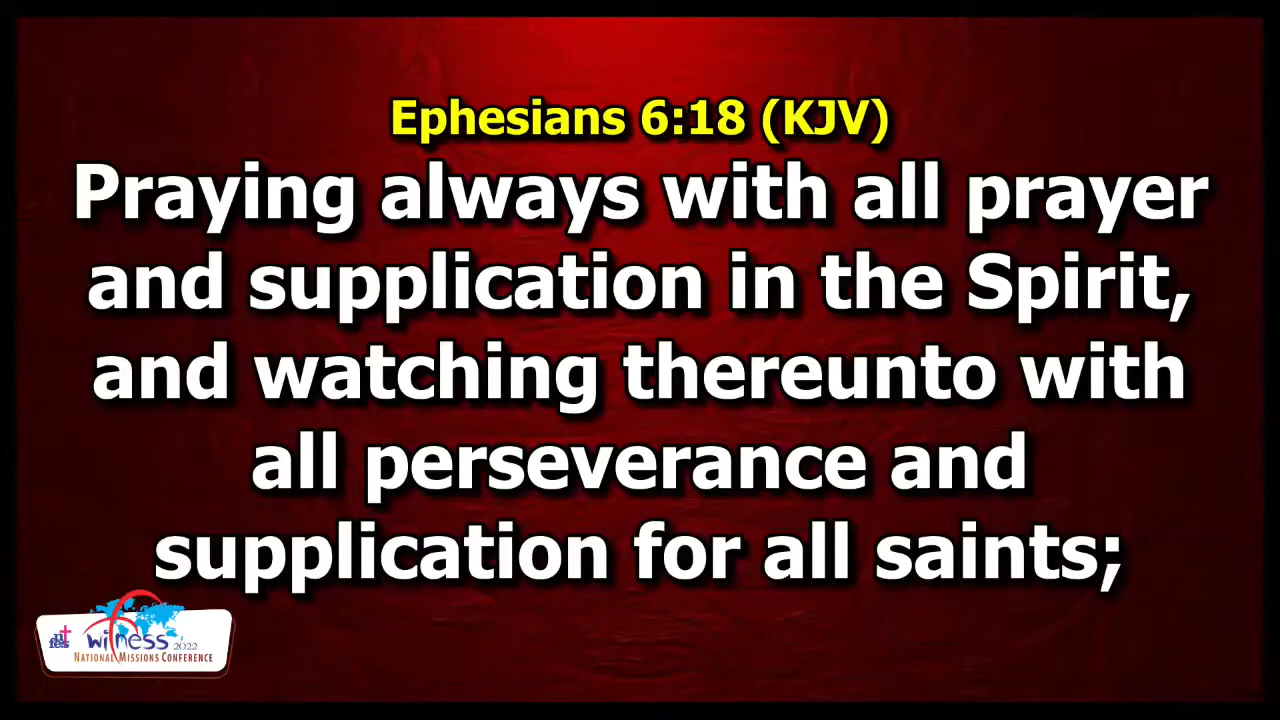 Ephesians 6:18 (KJV)
Praying always with all prayer
and supplication in the Spirit,
and watching thereunto with
all perseverance and
supplication for all saints;
fes witness 2022
NATIONAL MISSIONS CONFERENCE